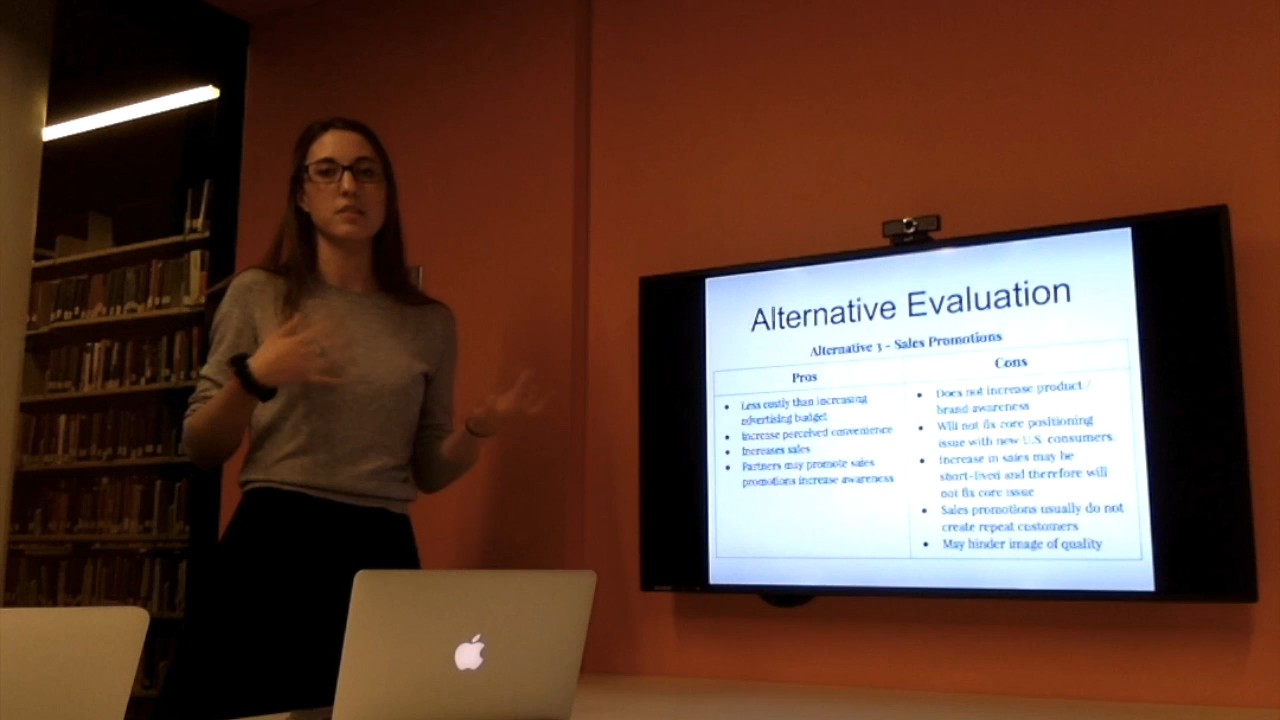 Alternative Evaluation
Alternative 3 - Sales Promotions
Pros
Cons
• Less costly than increasing
advertising budget
• Increase perceived convenience
• Increases sales
• Partners may promote sales
promotions increase awareness
• Does not increase product /
brand awareness
• Will not fix core positioning
issue with new U.S. consumers.
• Increase in sales may be
short-lived and therefore will
not fix core issue
• Sales promotions usually do not
create repeat customers
• May hinder image of quality